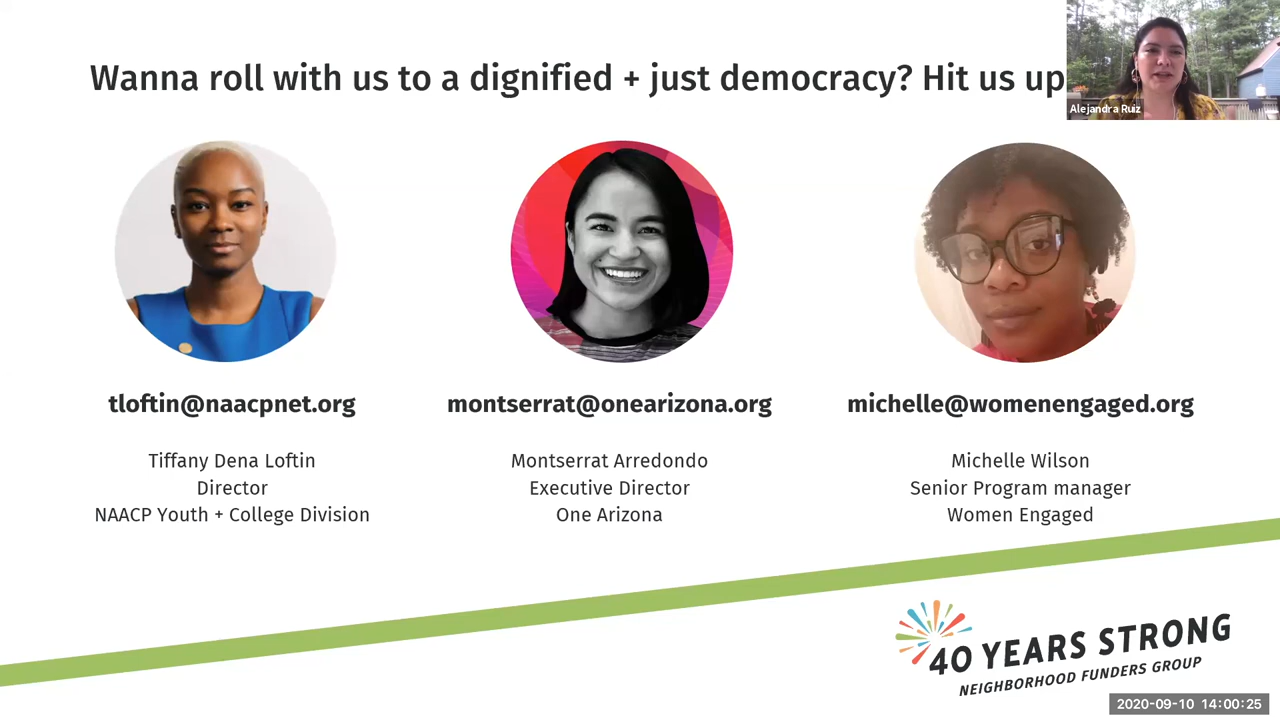 Wanna roll with us to a dignified + just democracy? Hit us up
Alejandra Ruiz
tloftin@naacpnet.org
montserrat@onearizona.org
michelle@womenengaged.org
Tiffany Dena Loftin
Director
NAACP Youth + College Division
Montserrat Arredondo
Executive Director
One Arizona
Michelle Wilson
Senior Program manager
Women Engaged
40 YEARS STRONG
NEIGHBORHOOD FUNDERS GROUP
2020-09-10 14:00:25